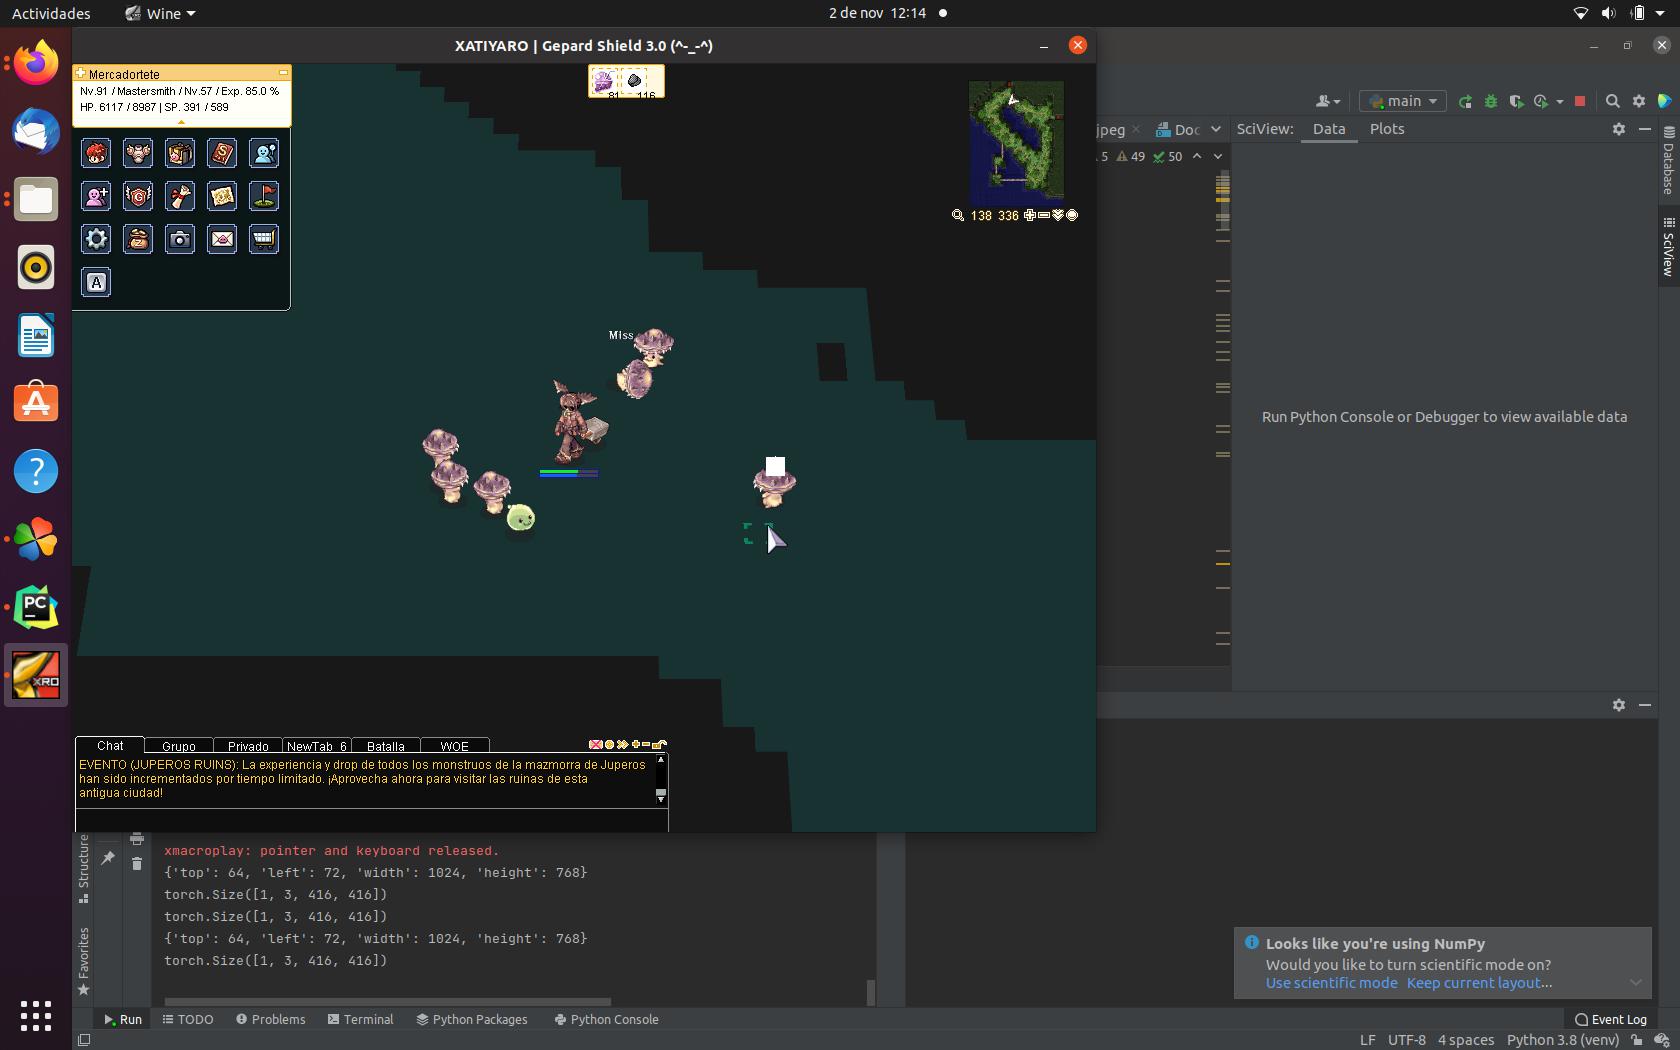 Actividades
Wine
2 de nov 12:14
XATIYARO | Gepard Shield 3.0 (^-_-^)
Mercadortete
Nv.91 / Mastersmith / Nv.57 / Exp. 85.0 %
HP. 6117 / 8987 | SP. 391 / 589
81 116
S
G
A
138 336
Miss
main
jpeg
Doc
SciView:
Data
Plots
5 49 50
Database
SciView
Run Python Console or Debugger to view available data
PC
XRO
Chat
Grupo
Privado
NewTab 6
Batalla
WOE
EVENTO (JUPEROS RUINS): La experiencia y drop de todos los monstruos de la mazmorra de Juperos
han sido incrementados por tiempo limitado. ¡Aprovecha ahora para visitar las ruinas de esta
antigua ciudad!
Structure
Favorites
xmacroplay: pointer and keyboard released.
{'top': 64, 'left': 72, 'width': 1024, 'height': 768}
torch.Size([1, 3, 416, 416])
torch.Size([1, 3, 416, 416])
{'top': 64, 'left': 72, 'width': 1024, 'height': 768}
torch.Size([1, 3, 416, 416])
Looks like you're using NumPy
Would you like to turn scientific mode on?
Use scientific mode Keep current layout...
Run
TODO
Problems
Terminal
Python Packages
Python Console
Event Log
LF UTF-8 4 spaces Python 3.8 (venv)